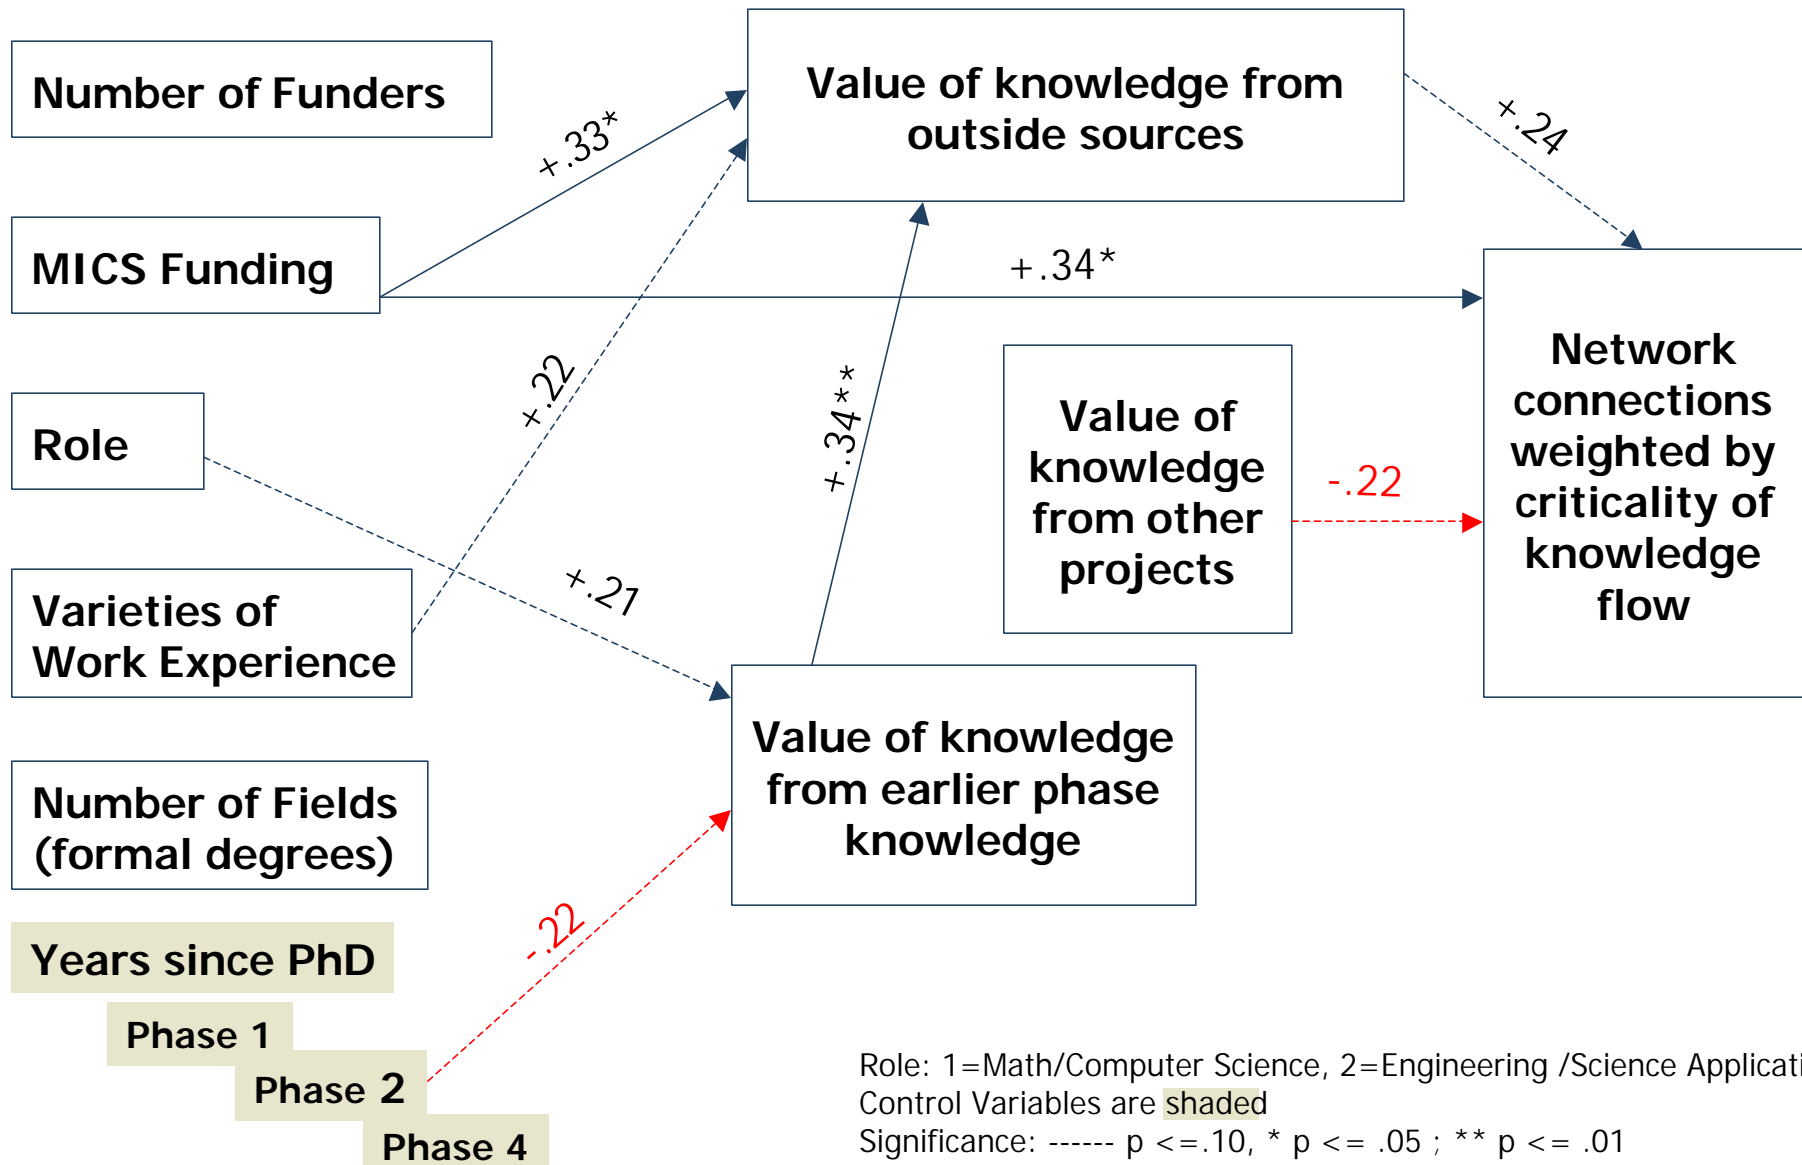 Number of Funders
Value of knowledge from
outside sources
+.33*
+.24
MICS Funding
+.34*
Network
connections
weighted by
criticality of
knowledge
flow
+.22
+.34**
Value of
knowledge
from other
projects
-.22
Role
+.21
Varieties of
Work Experience
Value of knowledge
from earlier phase
knowledge
Number of Fields
(formal degrees)
-.22
Years since PhD
Phase 1
Phase 2
Phase 4
Role: 1=Math/Computer Science, 2=Engineering /Science Applicati
Control Variables are shaded
Significance: ------ p <=.10, * p <= .05 ; ** p <= .01